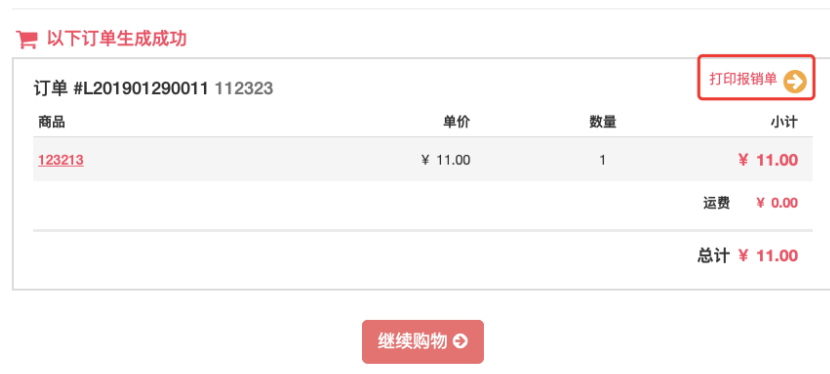 以下订单生成成功
打印报销单
订单 #L201901290011 112323
商品 单价 数量 小计
123213 ¥ 11.00 1 ¥ 11.00
运费 ¥ 0.00
总计 ¥ 11.00
继续购物